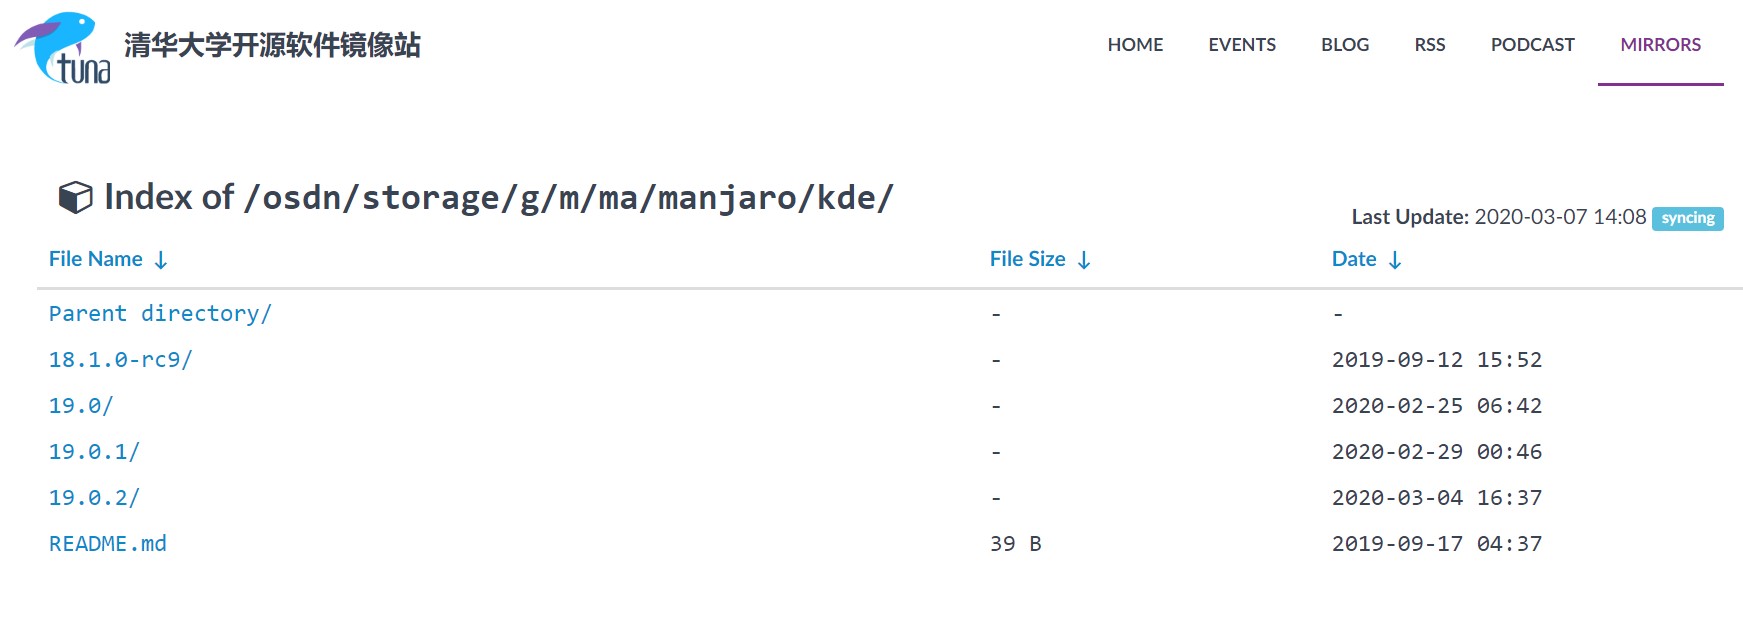 tuna 清华大学开源软件镜像站 HOME EVENTS BLOG RSS PODCAST MIRRORS
Index of /osdn/storage/g/m/ma/manjaro/kde/
Last Update: 2020-03-07 14:08 syncing
File Name ↓ File Size ↓ Date ↓
Parent directory/ - -
18.1.0-rc9/ - 2019-09-12 15:52
19.0/ - 2020-02-25 06:42
19.0.1/ - 2020-02-29 00:46
19.0.2/ - 2020-03-04 16:37
README.md 39 B 2019-09-17 04:37